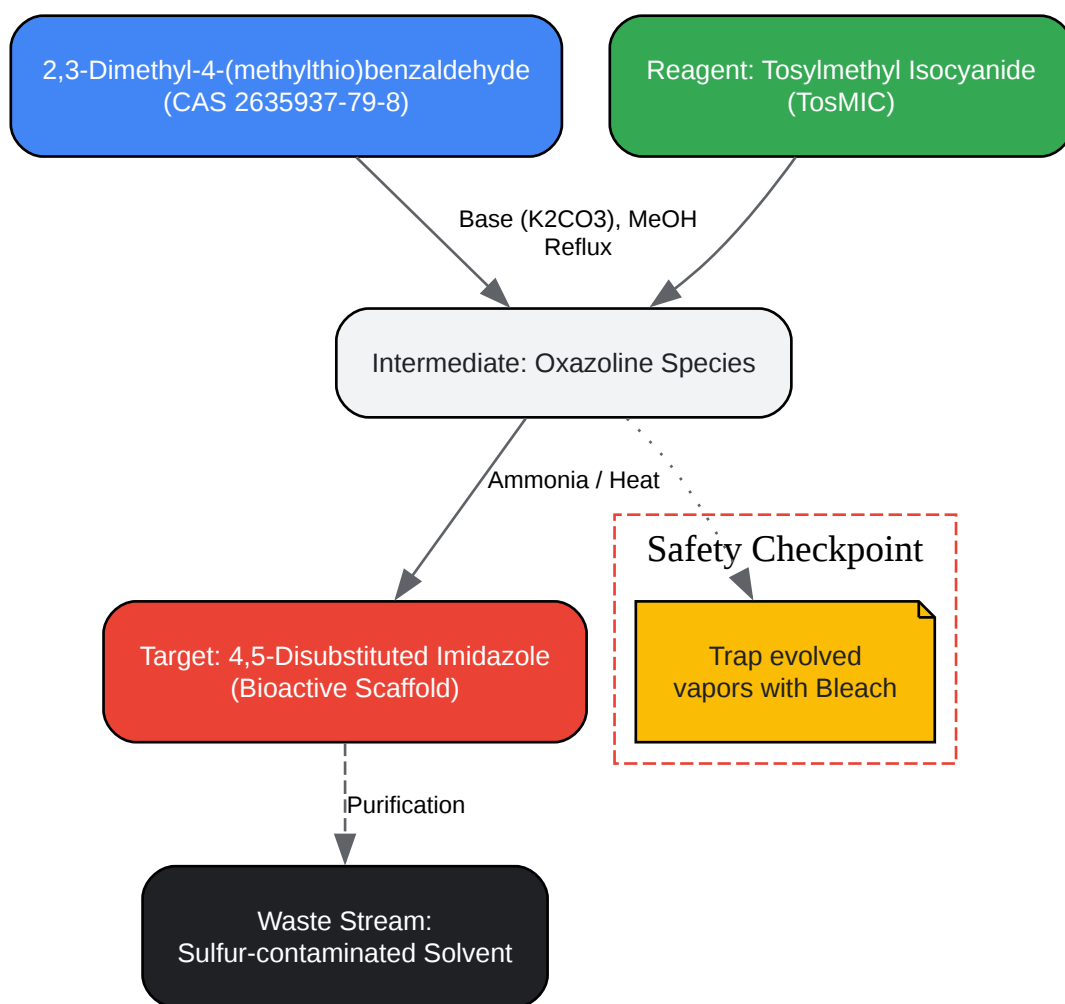 2,3-Dimethyl-4-(methylthio)benzaldehyde
(CAS 2635937-79-8)
Reagent: Tosylmethyl Isocyanide
(TosMIC)
Base (K2CO3), MeOH
Reflux
Intermediate: Oxazoline Species
Ammonia / Heat
Safety Checkpoint
Target: 4,5-Disubstituted Imidazole
(Bioactive Scaffold)
Trap evolved
vapors with Bleach
Purification
Waste Stream:
Sulfur-contaminated Solvent